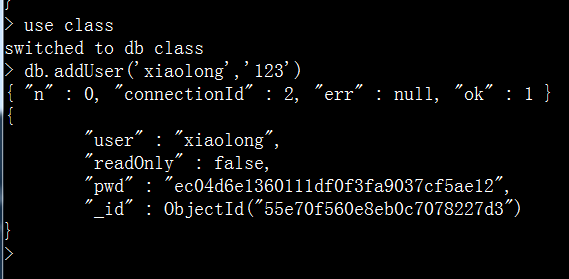 }
> use class
switched to db class
> db.addUser('xiaolong','123')
{ "n" : 0, "connectionId" : 2, "err" : null, "ok" : 1 }
{
        "user" : "xiaolong",
        "readOnly" : false,
        "pwd" : "ec04d6e1360111df0f3fa9037cf5ae12",
        "_id" : ObjectId("55e70f560e8eb0c7078227d3")
}
>